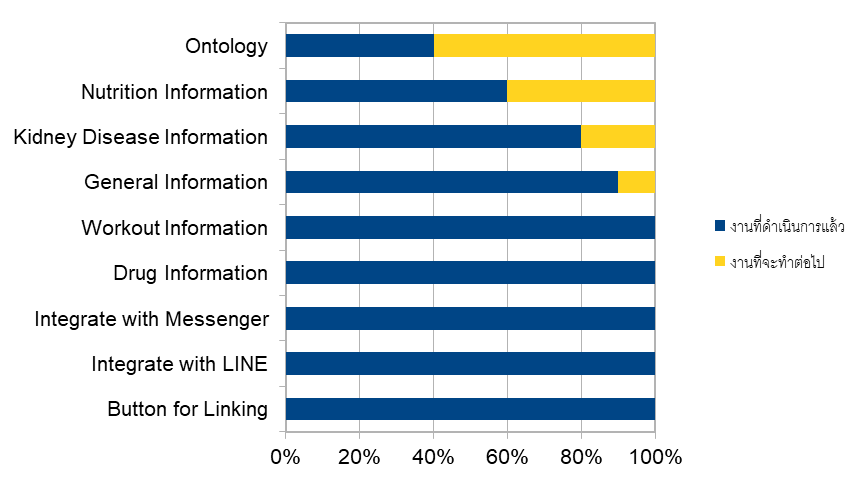 Ontology
Nutrition Information
Kidney Disease Information
General Information
Workout Information
Drug Information
Integrate with Messenger
Integrate with LINE
Button for Linking
0% 20% 40% 60% 80% 100%
งานที่ดำเนินการแล้ว
งานที่จะทำต่อไป